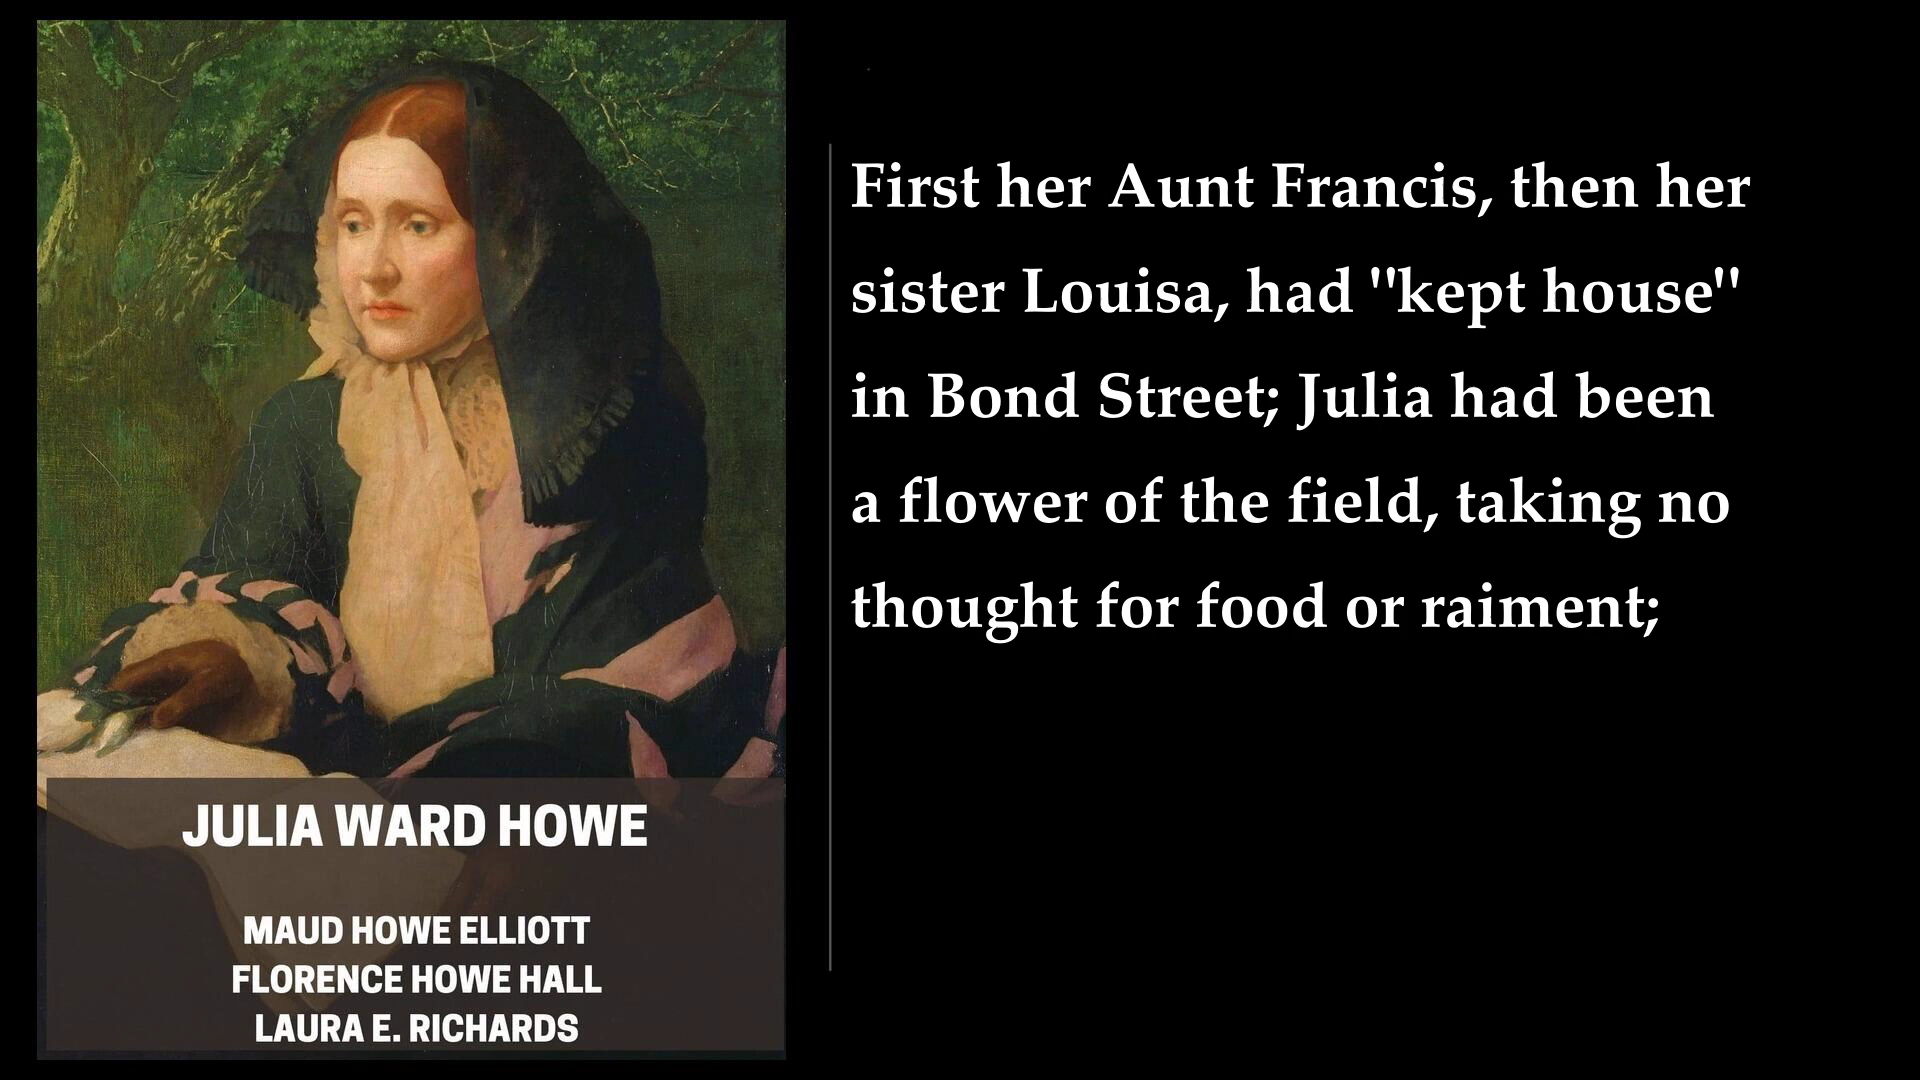 First her Aunt Francis, then her
sister Louisa, had "kept house"
in Bond Street; Julia had been
a flower of the field, taking no
thought for food or raiment;
JULIA WARD HOWE
MAUD HOWE ELLIOTT
FLORENCE HOWE HALL
LAURA E. RICHARDS